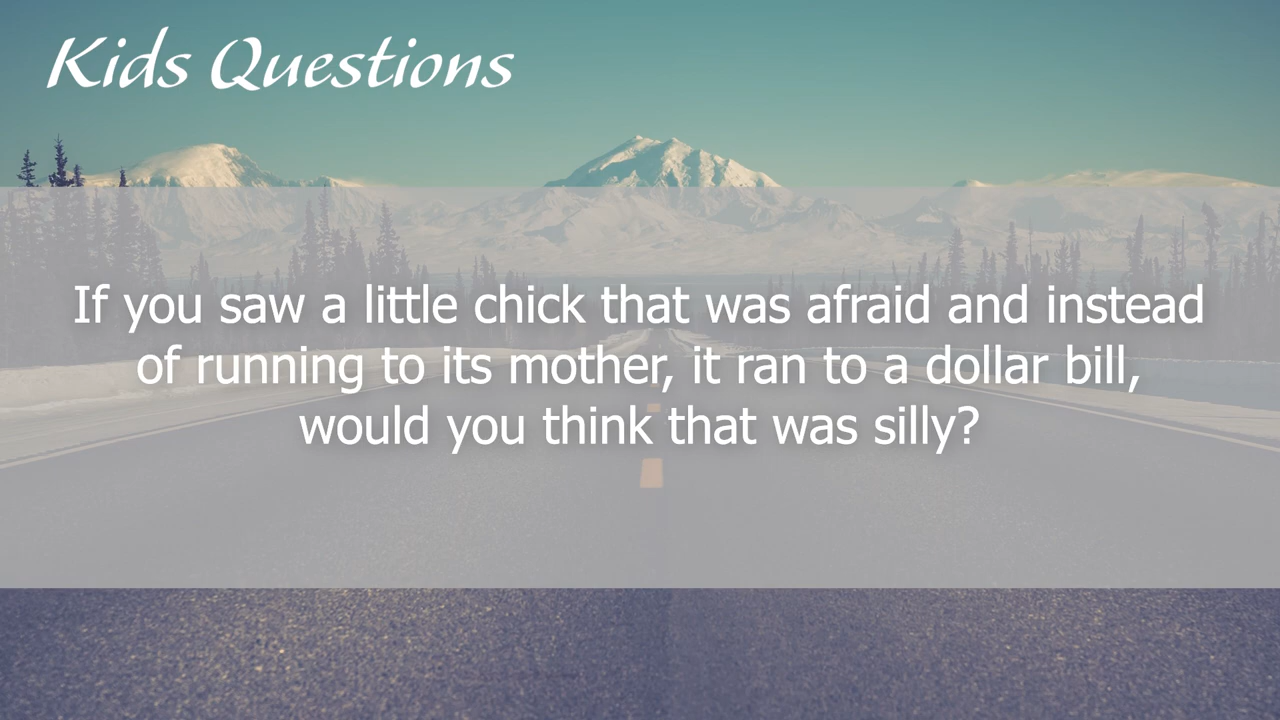 Kids Questions
If you saw a little chick that was afraid and instead
of running to its mother, it ran to a dollar bill,
would you think that was silly?